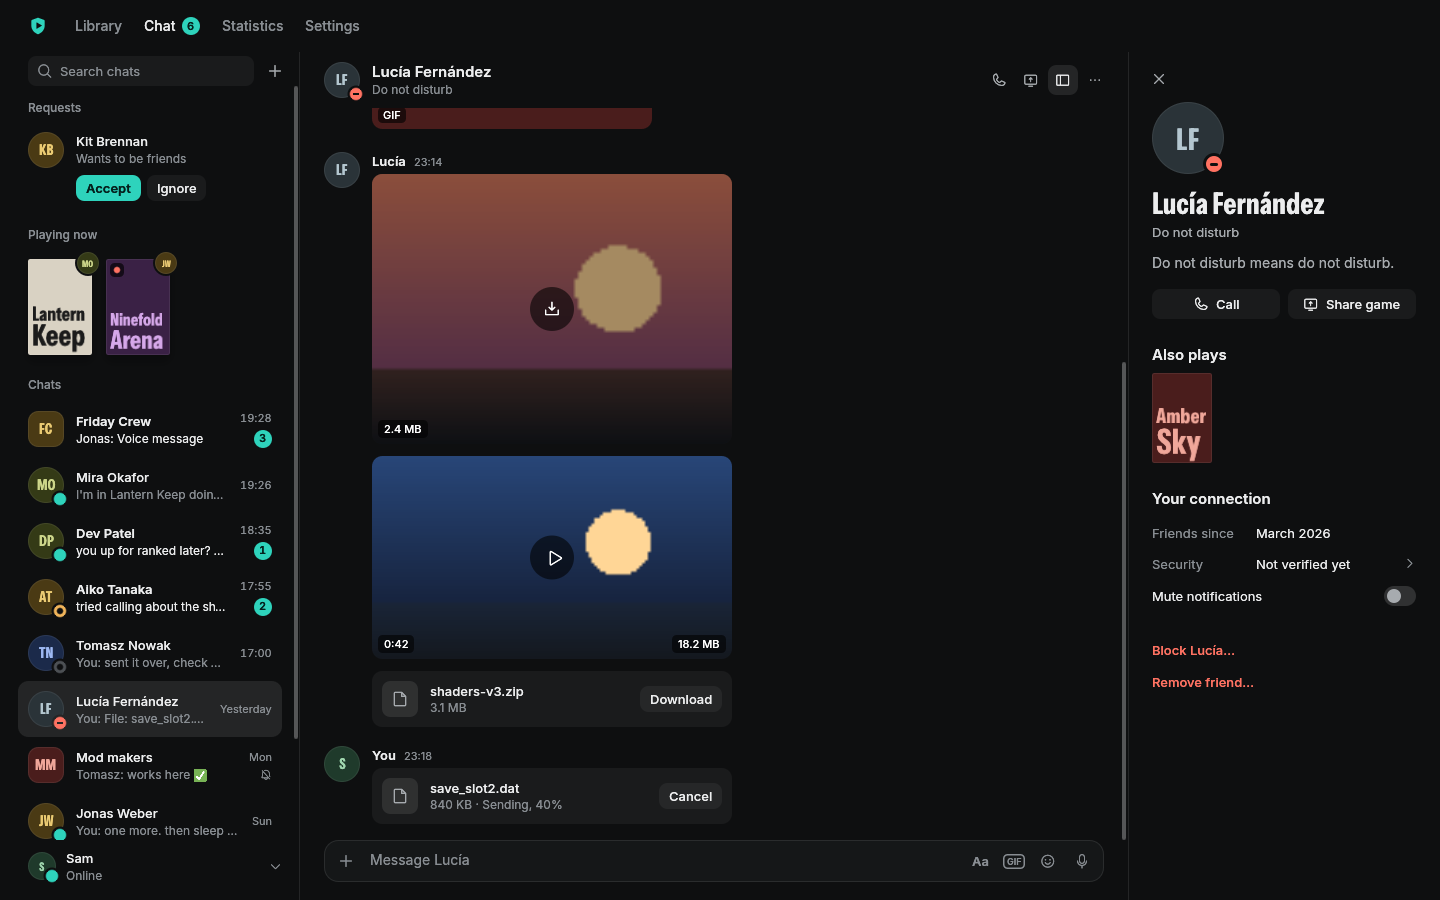 Library
Chat 6
Statistics
Settings
Search chats
Requests
KB
Kit Brennan
Wants to be friends
Accept
Ignore
Playing now
MO
Lantern
Keep
JW
Ninefold
Arena
Chats
FC
Friday Crew
19:28
Jonas: Voice message
3
MO
Mira Okafor
19:26
I'm in Lantern Keep doin...
DP
Dev Patel
18:35
you up for ranked later? ...
1
AT
Aiko Tanaka
17:55
tried calling about the sh...
2
TN
Tomasz Nowak
17:00
You: sent it over, check ...
LF
Lucía Fernández
Yesterday
You: File: save_slot2....
MM
Mod makers
Mon
Tomasz: works here ✅
JW
Jonas Weber
Sun
You: one more. then sleep ...
S
Sam
Online
LF
Lucía Fernández
Do not disturb
GIF
LF
Lucía 23:14
2.4 MB
0:42
18.2 MB
shaders-v3.zip
3.1 MB
Download
S
You 23:18
save_slot2.dat
840 KB · Sending, 40%
Cancel
Message Lucía
Aa
GIF
LF
Lucía Fernández
Do not disturb
Do not disturb means do not disturb.
Call
Share game
Also plays
Amber
Sky
Your connection
Friends since March 2026
Security Not verified yet
Mute notifications
Block Lucía...
Remove friend...